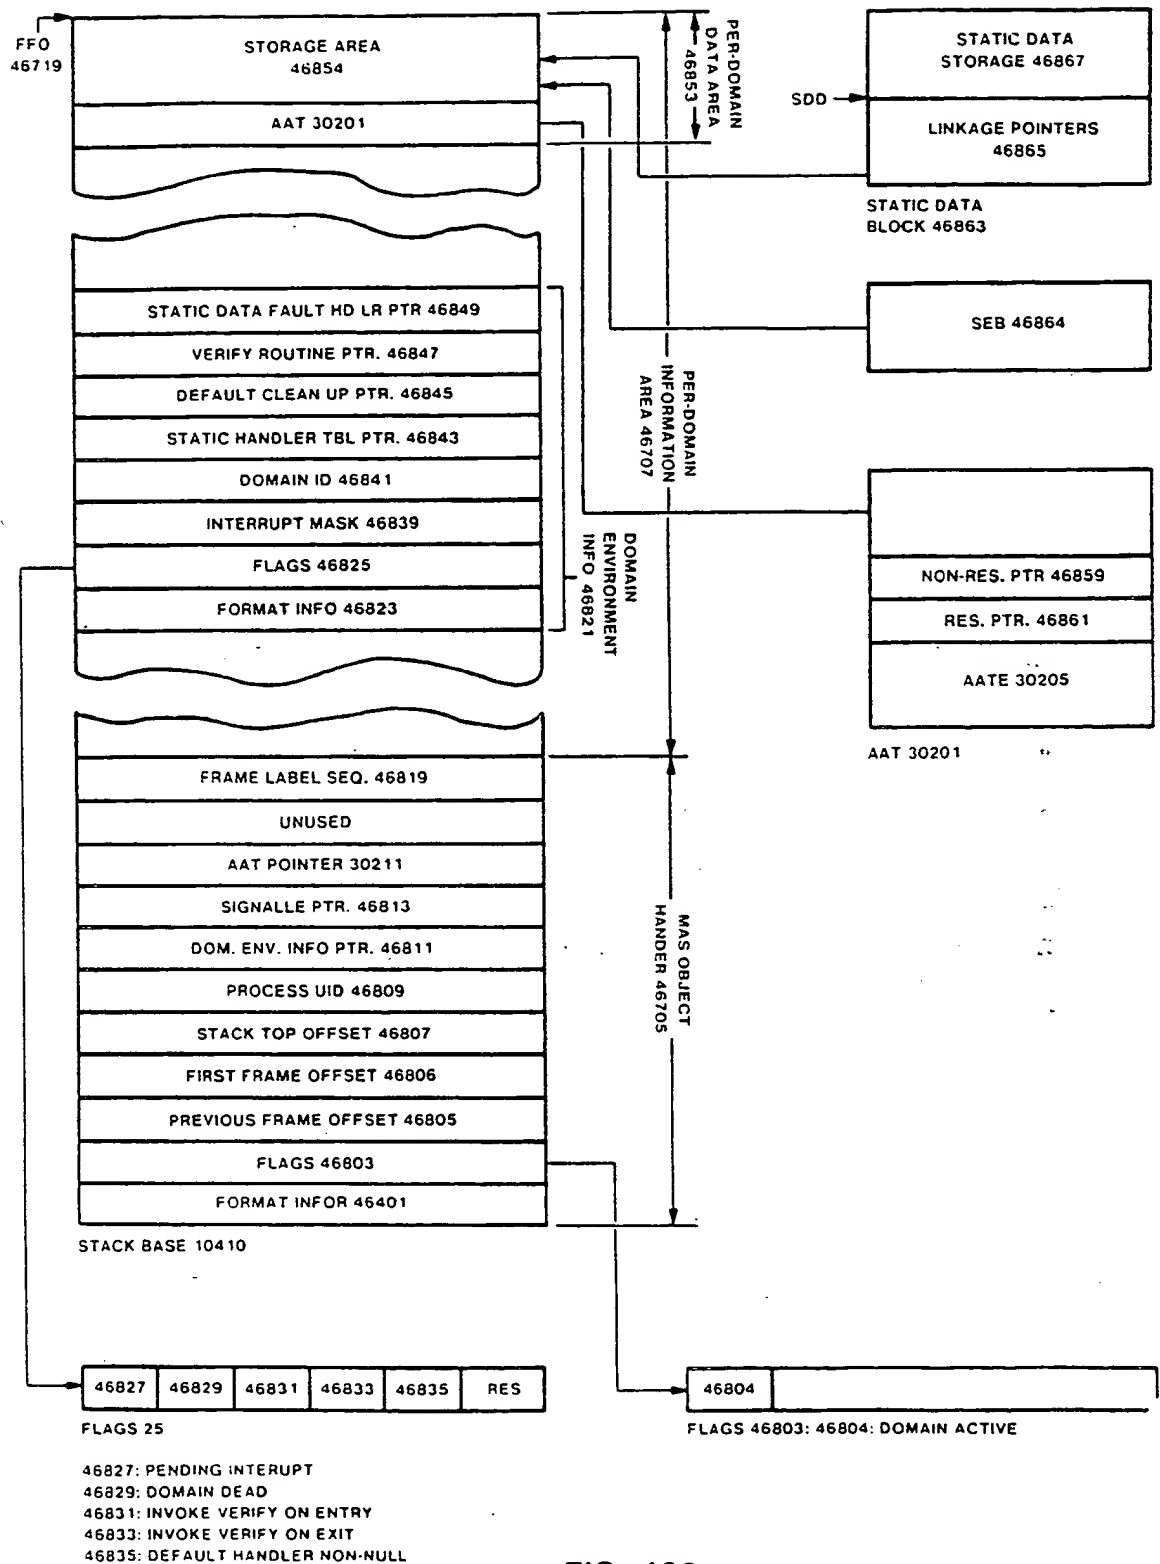 FFO
46719
STORAGE AREA
46854
AAT 30201
PER-DOMAIN
DATA AREA
46853
STATIC DATA
STORAGE 46867
SDD
LINKAGE POINTERS
46865
STATIC DATA
BLOCK 46863
STATIC DATA FAULT HD LR PTR 46849
VERIFY ROUTINE PTR. 46847
DEFAULT CLEAN UP PTR. 46845
STATIC HANDLER TBL PTR. 46843
DOMAIN ID 46841
INTERRUPT MASK 46839
FLAGS 46825
FORMAT INFO 46823
DOMAIN
ENVIRONMENT
INFO 46821
PER-DOMAIN
INFORMATION
AREA 46707
SEB 46864
NON-RES. PTR 46859
RES. PTR. 46861
AATE 30205
AAT 30201
FRAME LABEL SEQ. 46819
UNUSED
AAT POINTER 30211
SIGNALLE PTR. 46813
DOM. ENV. INFO PTR. 46811
PROCESS UID 46809
STACK TOP OFFSET 46807
FIRST FRAME OFFSET 46806
PREVIOUS FRAME OFFSET 46805
FLAGS 46803
FORMAT INFOR 46401
MAS OBJECT
HANDER 46705
STACK BASE 10410
46827 46829 46831 46833 46835 RES
FLAGS 25
46804
FLAGS 46803: 46804: DOMAIN ACTIVE
46827: PENDING INTERUPT
46829: DOMAIN DEAD
46831: INVOKE VERIFY ON ENTRY
46833: INVOKE VERIFY ON EXIT
46835: DEFAULT HANDLER NON-NULL